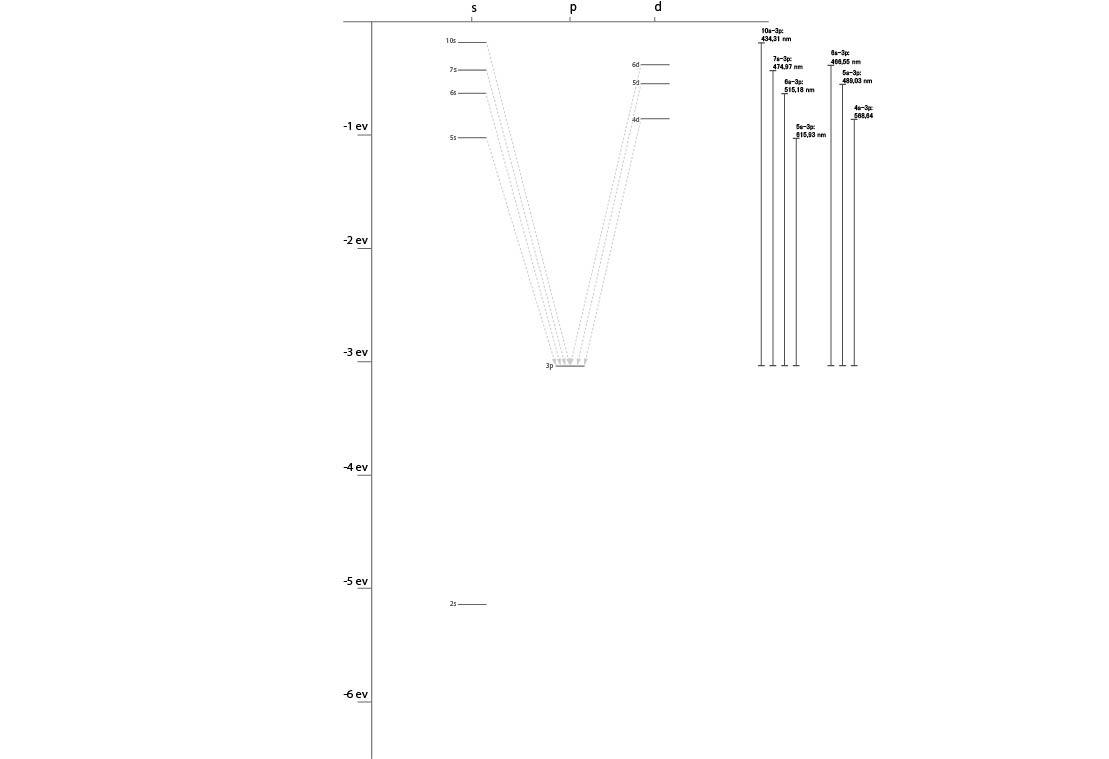 s p d
10s
7s
6s
5s
6d
5d
4d
3p
2s
-1 ev
-2 ev
-3 ev
-4 ev
-5 ev
-6 ev
10s-3p:
434,31 nm
7s-3p:
474,97 nm
6s-3p:
515,18 nm
5s-3p:
615,93 nm
6s-3p:
466,55 nm
5s-3p:
489,03 nm
4s-3p:
568,64